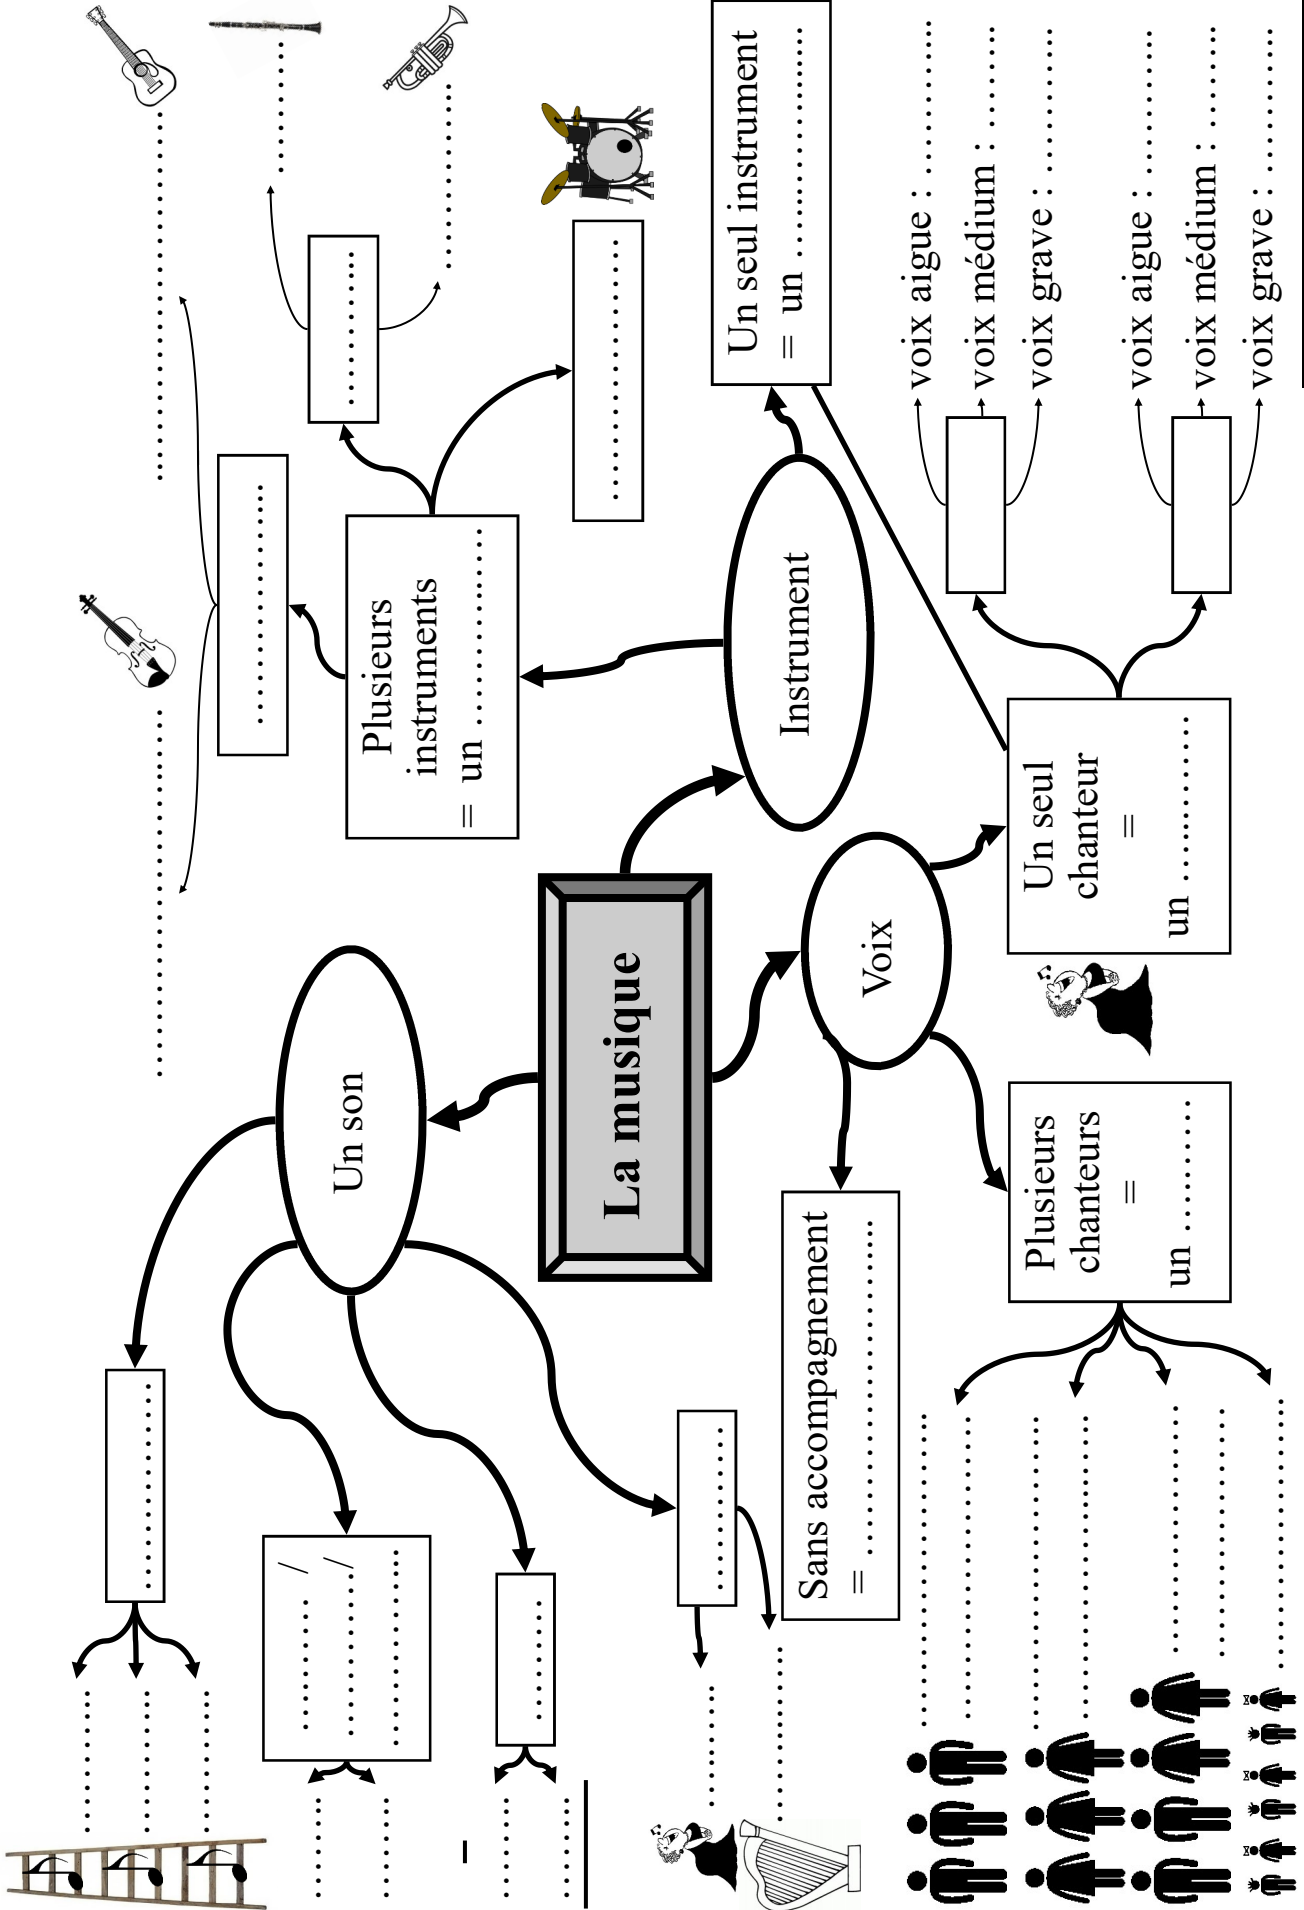 La musique
Un son
Instrument
Voix
Plusieurs
instruments
= un ................
Un seul instrument
= un ....................
Sans accompagnement
= ..............................
Plusieurs
chanteurs
=
un ...........
Un seul
chanteur
=
un ...............
voix aigue : .............
voix médium : ........
voix grave : ............
voix aigue : ............
voix médium : ........
voix grave : ............